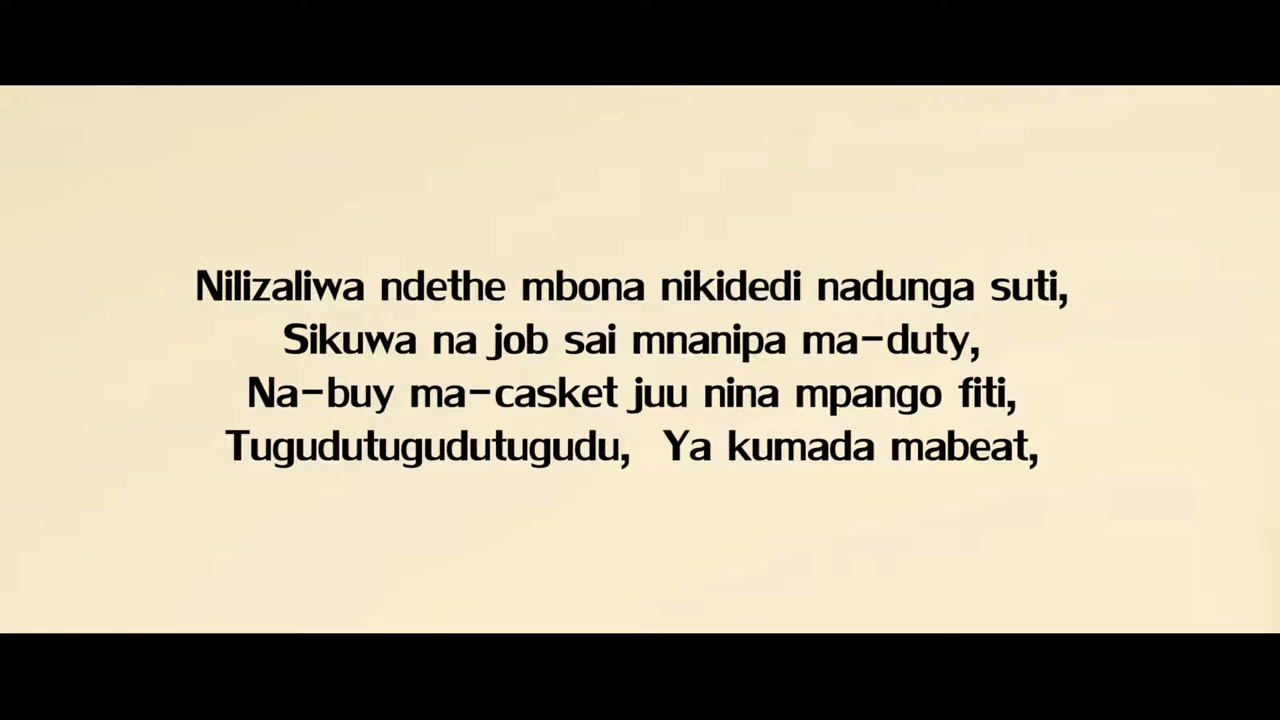 Nilizaliwa ndethe mbona nikidedi nadunga suti,
Sikuwa na job sai mnanipa ma-duty,
Na-buy ma-casket juu nina mpango fiti,
Tugudutugudutugudu, Ya kumada mabeat,